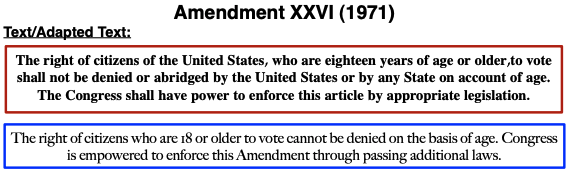 Amendment XXVI (1971)
Text/Adapted Text:
The right of citizens of the United States, who are eighteen years of age or older,to vote
shall not be denied or abridged by the United States or by any State on account of age.
The Congress shall have power to enforce this article by appropriate legislation.
The right of citizens who are 18 or older to vote cannot be denied on the basis of age. Congress
is empowered to enforce this Amendment through passing additional laws.